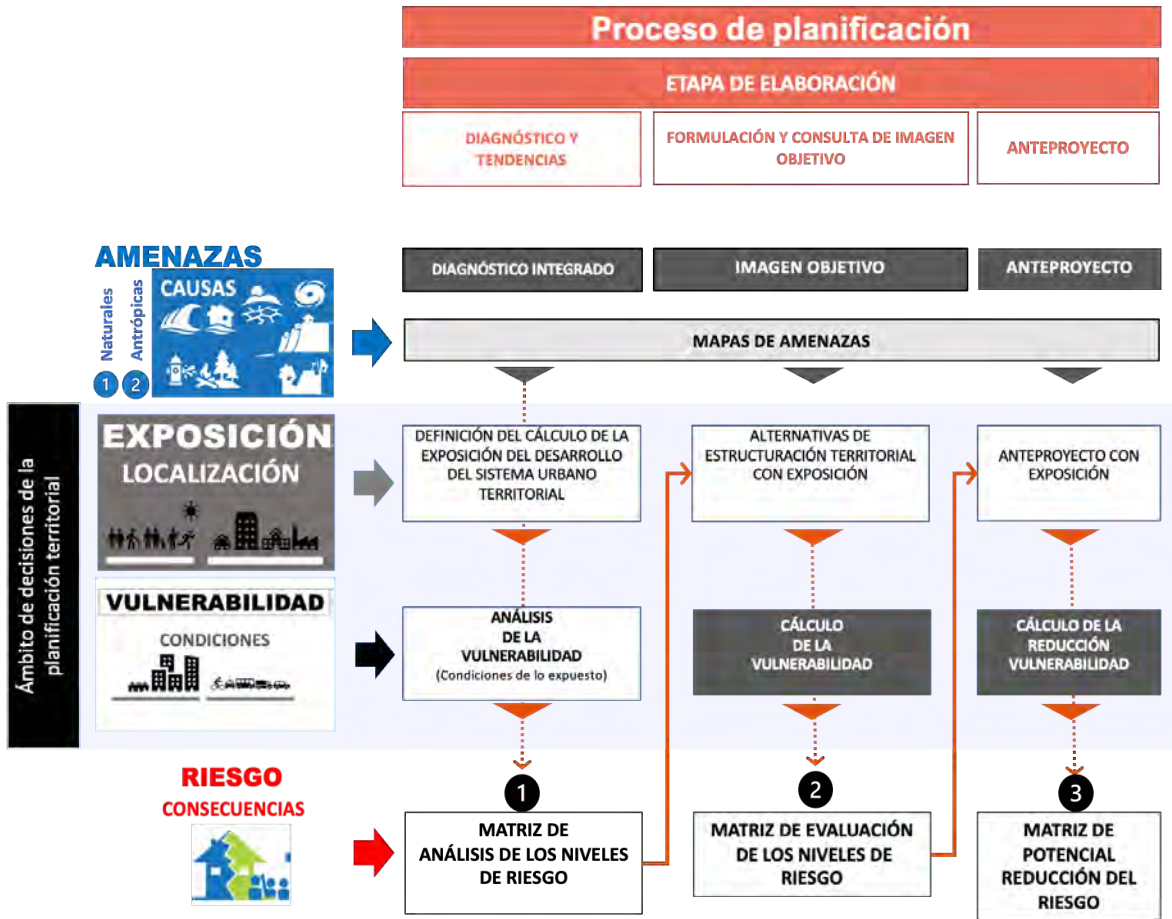 Proceso de planificación
ETAPA DE ELABORACIÓN
DIAGNÓSTICO Y
TENDENCIAS
FORMULACIÓN Y CONSULTA DE IMAGEN
OBJETIVO
ANTEPROYECTO
AMENAZAS
1 Naturales
2 Antrópicas
CAUSAS
DIAGNÓSTICO INTEGRADO
IMAGEN OBJETIVO
ANTEPROYECTO
MAPAS DE AMENAZAS
Ámbito de decisiones de la
planificación territorial
EXPOSICIÓN
LOCALIZACIÓN
DEFINICIÓN DEL CÁLCULO DE LA
EXPOSICIÓN DEL DESARROLLO
DEL SISTEMA URBANO
TERRITORIAL
ALTERNATIVAS DE
ESTRUCTURACIÓN TERRITORIAL
CON EXPOSICIÓN
ANTEPROYECTO CON
EXPOSICIÓN
VULNERABILIDAD
CONDICIONES
ANÁLISIS
DE LA
VULNERABILIDAD
(Condiciones de lo expuesto)
CÁLCULO
DE LA
VULNERABILIDAD
CÁLCULO DE LA
REDUCCIÓN
VULNERABILIDAD
RIESGO
CONSECUENCIAS
1
MATRIZ DE
ANÁLISIS DE LOS NIVELES
DE RIESGO
2
MATRIZ DE EVALUACIÓN
DE LOS NIVELES DE
RIESGO
3
MATRIZ DE
POTENCIAL
REDUCCIÓN DEL
RIESGO